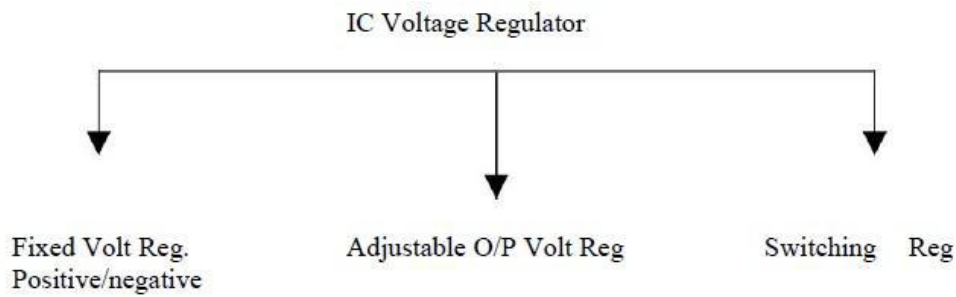 IC Voltage Regulator
Fixed Volt Reg.
Positive/negative
Adjustable O/P Volt Reg
Switching Reg